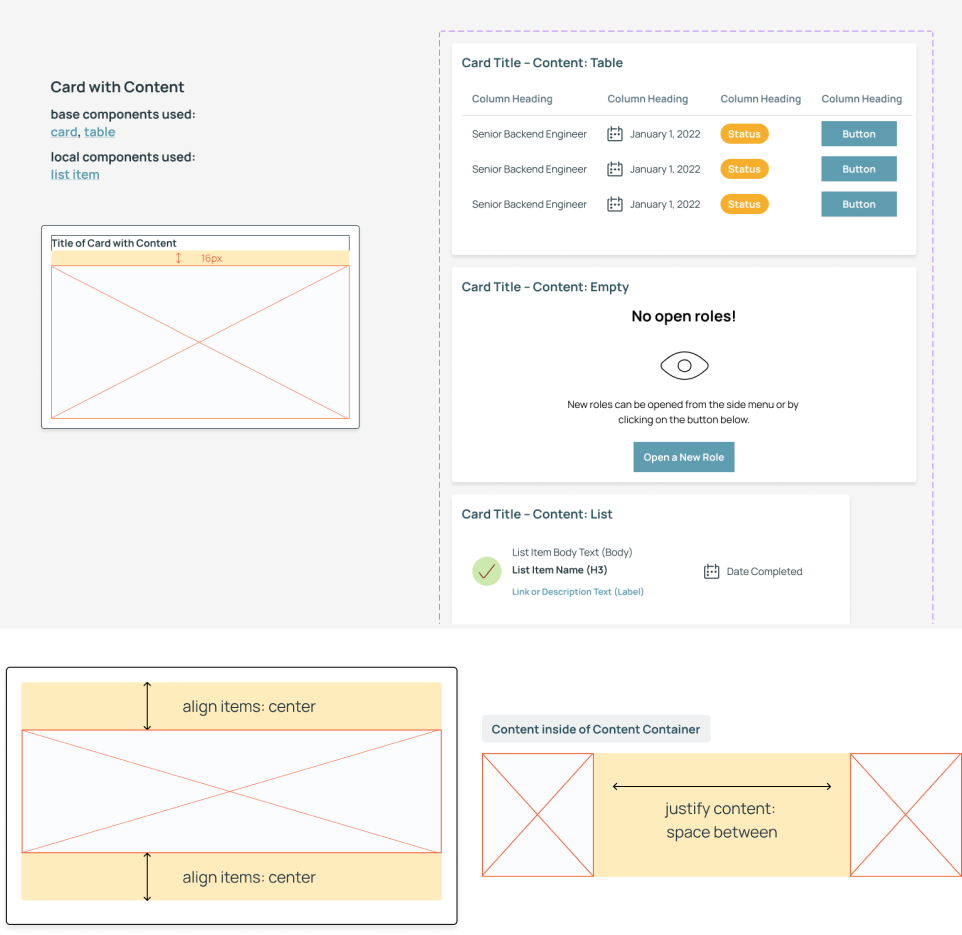 Card with Content
base components used:
card, table
local components used:
list item
Title of Card with Content
16px
Card Title – Content: Table
Column Heading Column Heading Column Heading Column Heading
Senior Backend Engineer January 1, 2022 Status Button
Senior Backend Engineer January 1, 2022 Status Button
Senior Backend Engineer January 1, 2022 Status Button
Card Title – Content: Empty
No open roles!
New roles can be opened from the side menu or by
clicking on the button below.
Open a New Role
Card Title – Content: List
List Item Body Text (Body)
List Item Name (H3)
Link or Description Text (Label)
Date Completed
align items: center
align items: center
Content inside of Content Container
justify content:
space between